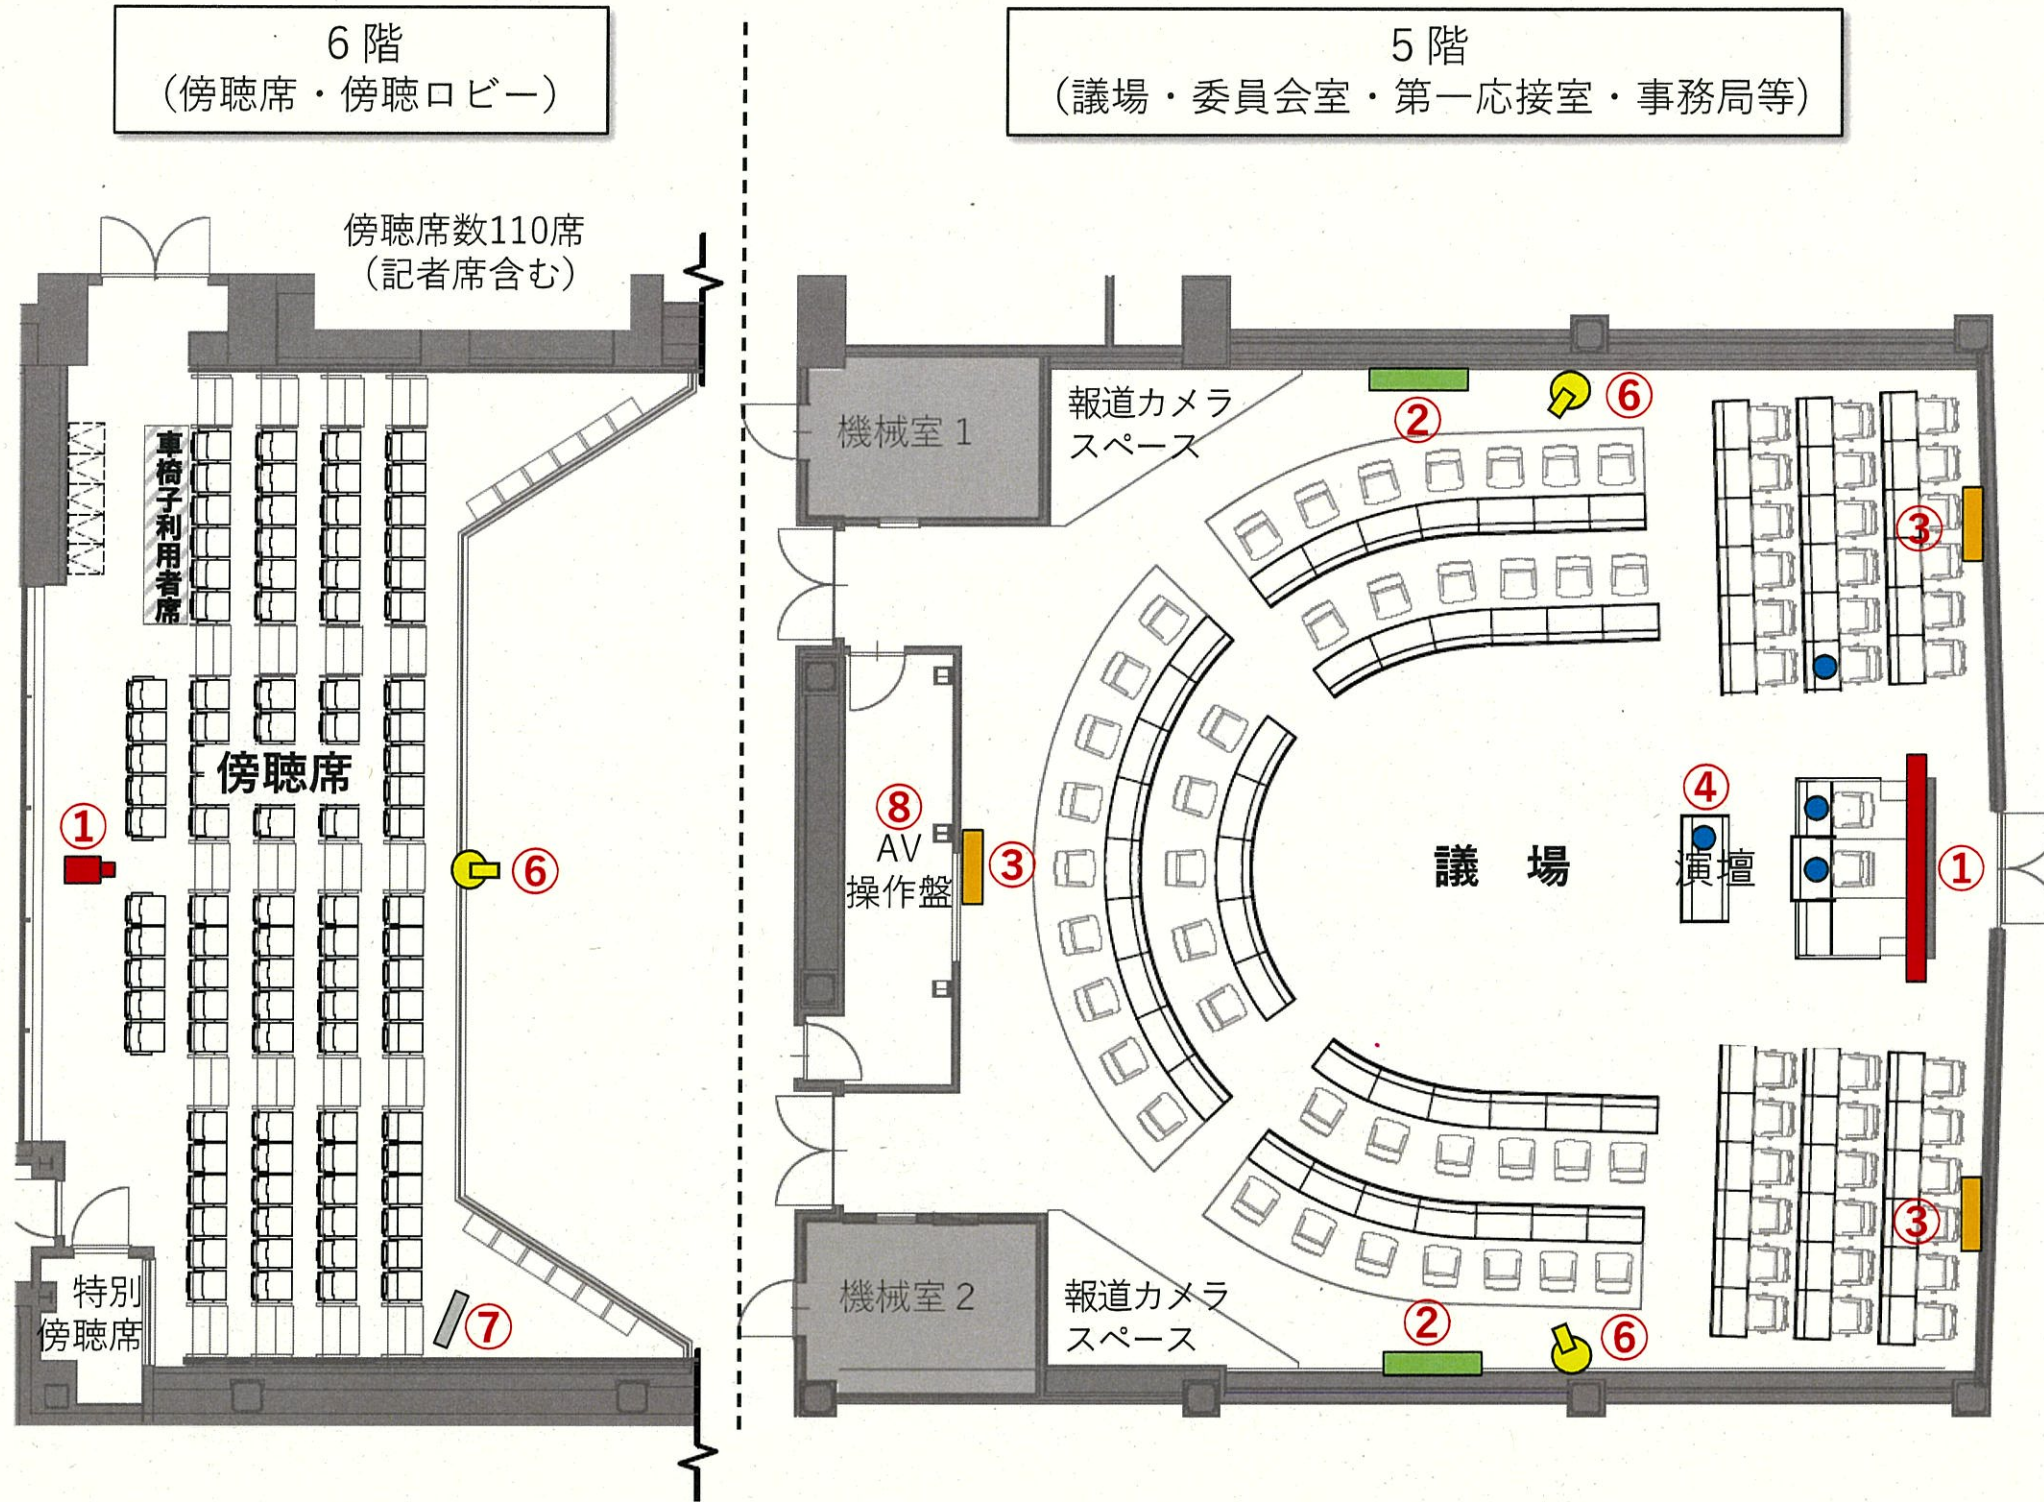 6階
（傍聴席・傍聴ロビー）
5階
（議場・委員会室・第一応接室・事務局等）
傍聴席数110席
（記者席含む）
車椅子利用者席
傍聴席
①
⑥
⑦
特別
傍聴席
機械室1
報道カメラ
スペース
②
⑥
③
⑧
AV
操作盤
③
議　場
④
演壇
①
③
機械室2
報道カメラ
スペース
②
⑥